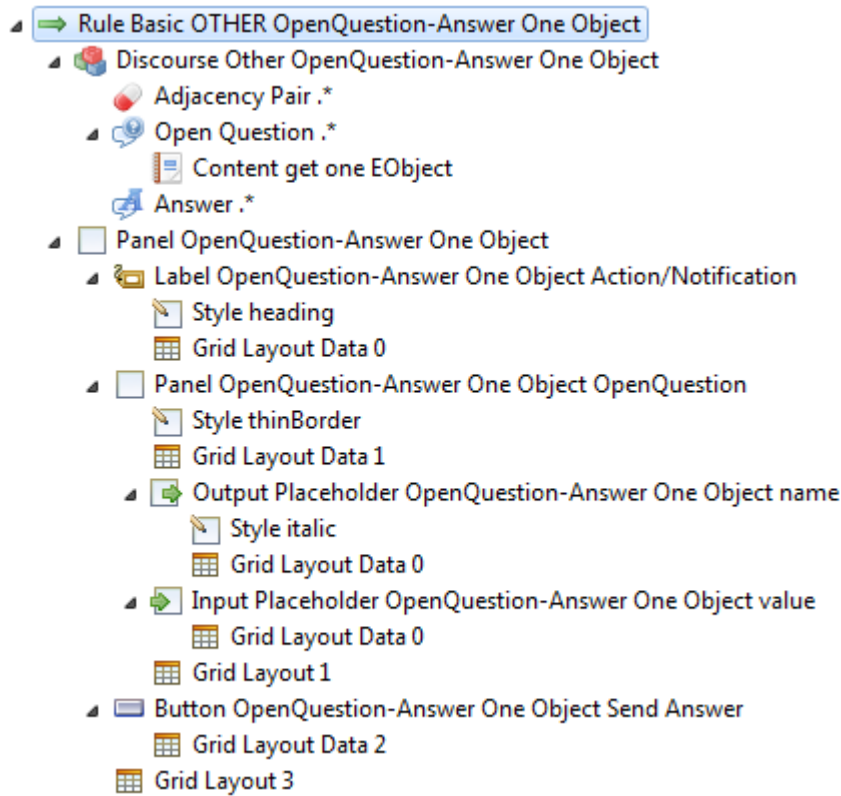 Rule Basic OTHER OpenQuestion-Answer One Object
Discourse Other OpenQuestion-Answer One Object
Adjacency Pair .*
Open Question .*
Content get one EObject
Answer .*
Panel OpenQuestion-Answer One Object
Label OpenQuestion-Answer One Object Action/Notification
Style heading
Grid Layout Data 0
Panel OpenQuestion-Answer One Object OpenQuestion
Style thinBorder
Grid Layout Data 1
Output Placeholder OpenQuestion-Answer One Object name
Style italic
Grid Layout Data 0
Input Placeholder OpenQuestion-Answer One Object value
Grid Layout Data 0
Grid Layout 1
Button OpenQuestion-Answer One Object Send Answer
Grid Layout Data 2
Grid Layout 3